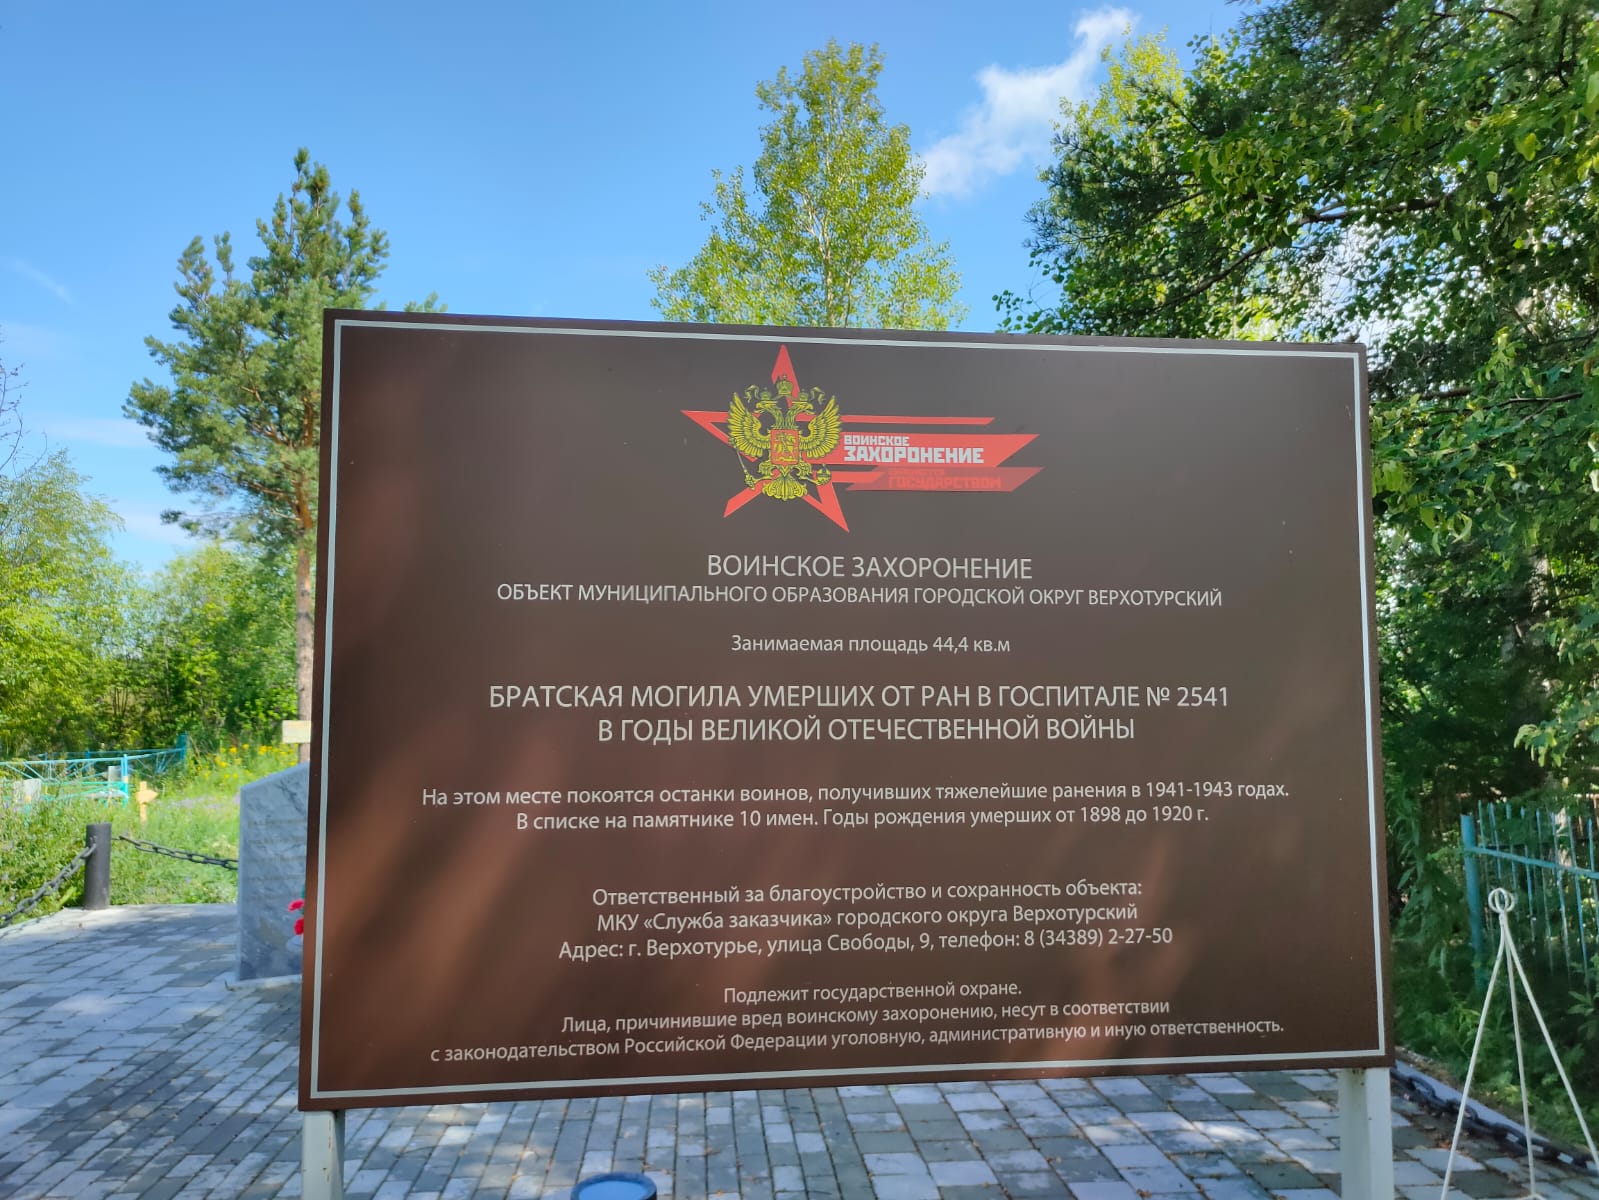 ВОИНСКОЕ
ЗАХОРОНЕНИЕ
ОХРАНЯЕТСЯ
ГОСУДАРСТВОМ
ВОИНСКОЕ ЗАХОРОНЕНИЕ
ОБЪЕКТ МУНИЦИПАЛЬНОГО ОБРАЗОВАНИЯ ГОРОДСКОЙ ОКРУГ ВЕРХОТУРСКИЙ
Занимаемая площадь 44,4 кв.м
БРАТСКАЯ МОГИЛА УМЕРШИХ ОТ РАН В ГОСПИТАЛЕ № 2541
В ГОДЫ ВЕЛИКОЙ ОТЕЧЕСТВЕННОЙ ВОЙНЫ
На этом месте покоятся останки воинов, получивших тяжелейшие ранения в 1941-1943 годах.
В списке на памятнике 10 имен. Годы рождения умерших от 1898 до 1920 г.
Ответственный за благоустройство и сохранность объекта:
МКУ «Служба заказчика» городского округа Верхотурский
Адрес: г. Верхотурье, улица Свободы, 9, телефон: 8 (34389) 2-27-50
Подлежит государственной охране.
Лица, причинившие вред воинскому захоронению, несут в соответствии
с законодательством Российской Федерации уголовную, административную и иную ответственность.